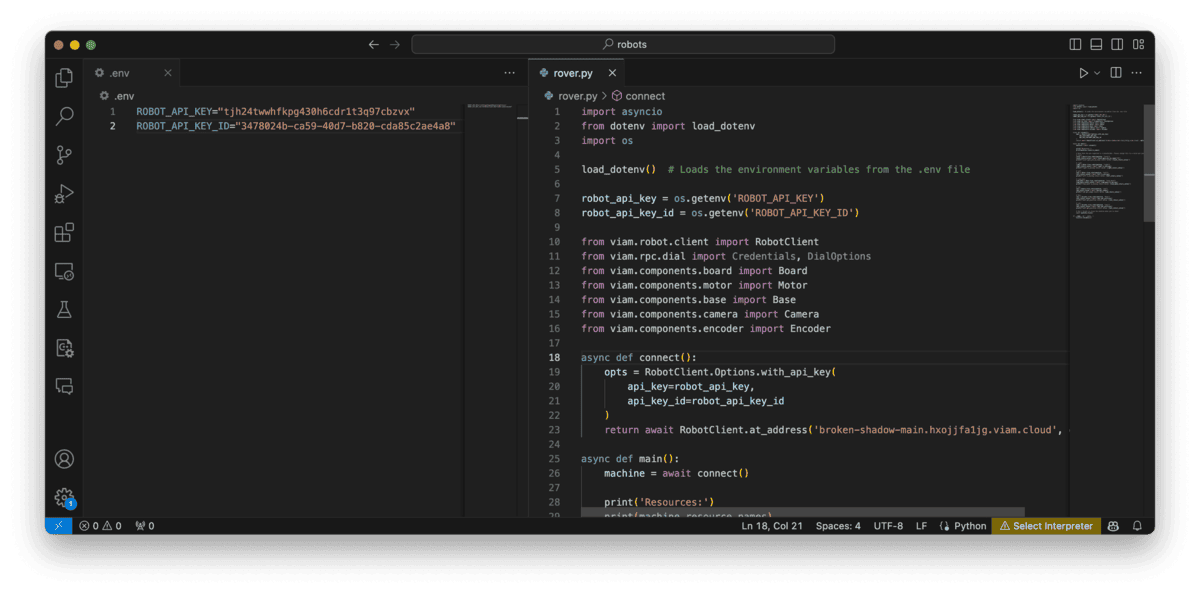 robots
.env
.env
1 ROBOT_API_KEY="tjh24twwhfkpg430h6cdr1t3q97cbzvx"
2 ROBOT_API_KEY_ID="3478024b-ca59-40d7-b820-cda85c2ae4a8"
rover.py
rover.py > connect
1 import asyncio
2 from dotenv import load_dotenv
3 import os
4
5 load_dotenv()  # Loads the environment variables from the .env file
6
7 robot_api_key = os.getenv('ROBOT_API_KEY')
8 robot_api_key_id = os.getenv('ROBOT_API_KEY_ID')
9
10 from viam.robot.client import RobotClient
11 from viam.rpc.dial import Credentials, DialOptions
12 from viam.components.board import Board
13 from viam.components.motor import Motor
14 from viam.components.base import Base
15 from viam.components.camera import Camera
16 from viam.components.encoder import Encoder
17
18 async def connect():
19     opts = RobotClient.Options.with_api_key(
20         api_key=robot_api_key,
21         api_key_id=robot_api_key_id
22     )
23     return await RobotClient.at_address('broken-shadow-main.hxojjfa1jg.viam.cloud',
24
25 async def main():
26     machine = await connect()
27
28     print('Resources:')
29     print(machine.resource_names)
1
0 0 0 Ln 18, Col 21 Spaces: 4 UTF-8 LF Python Select Interpreter